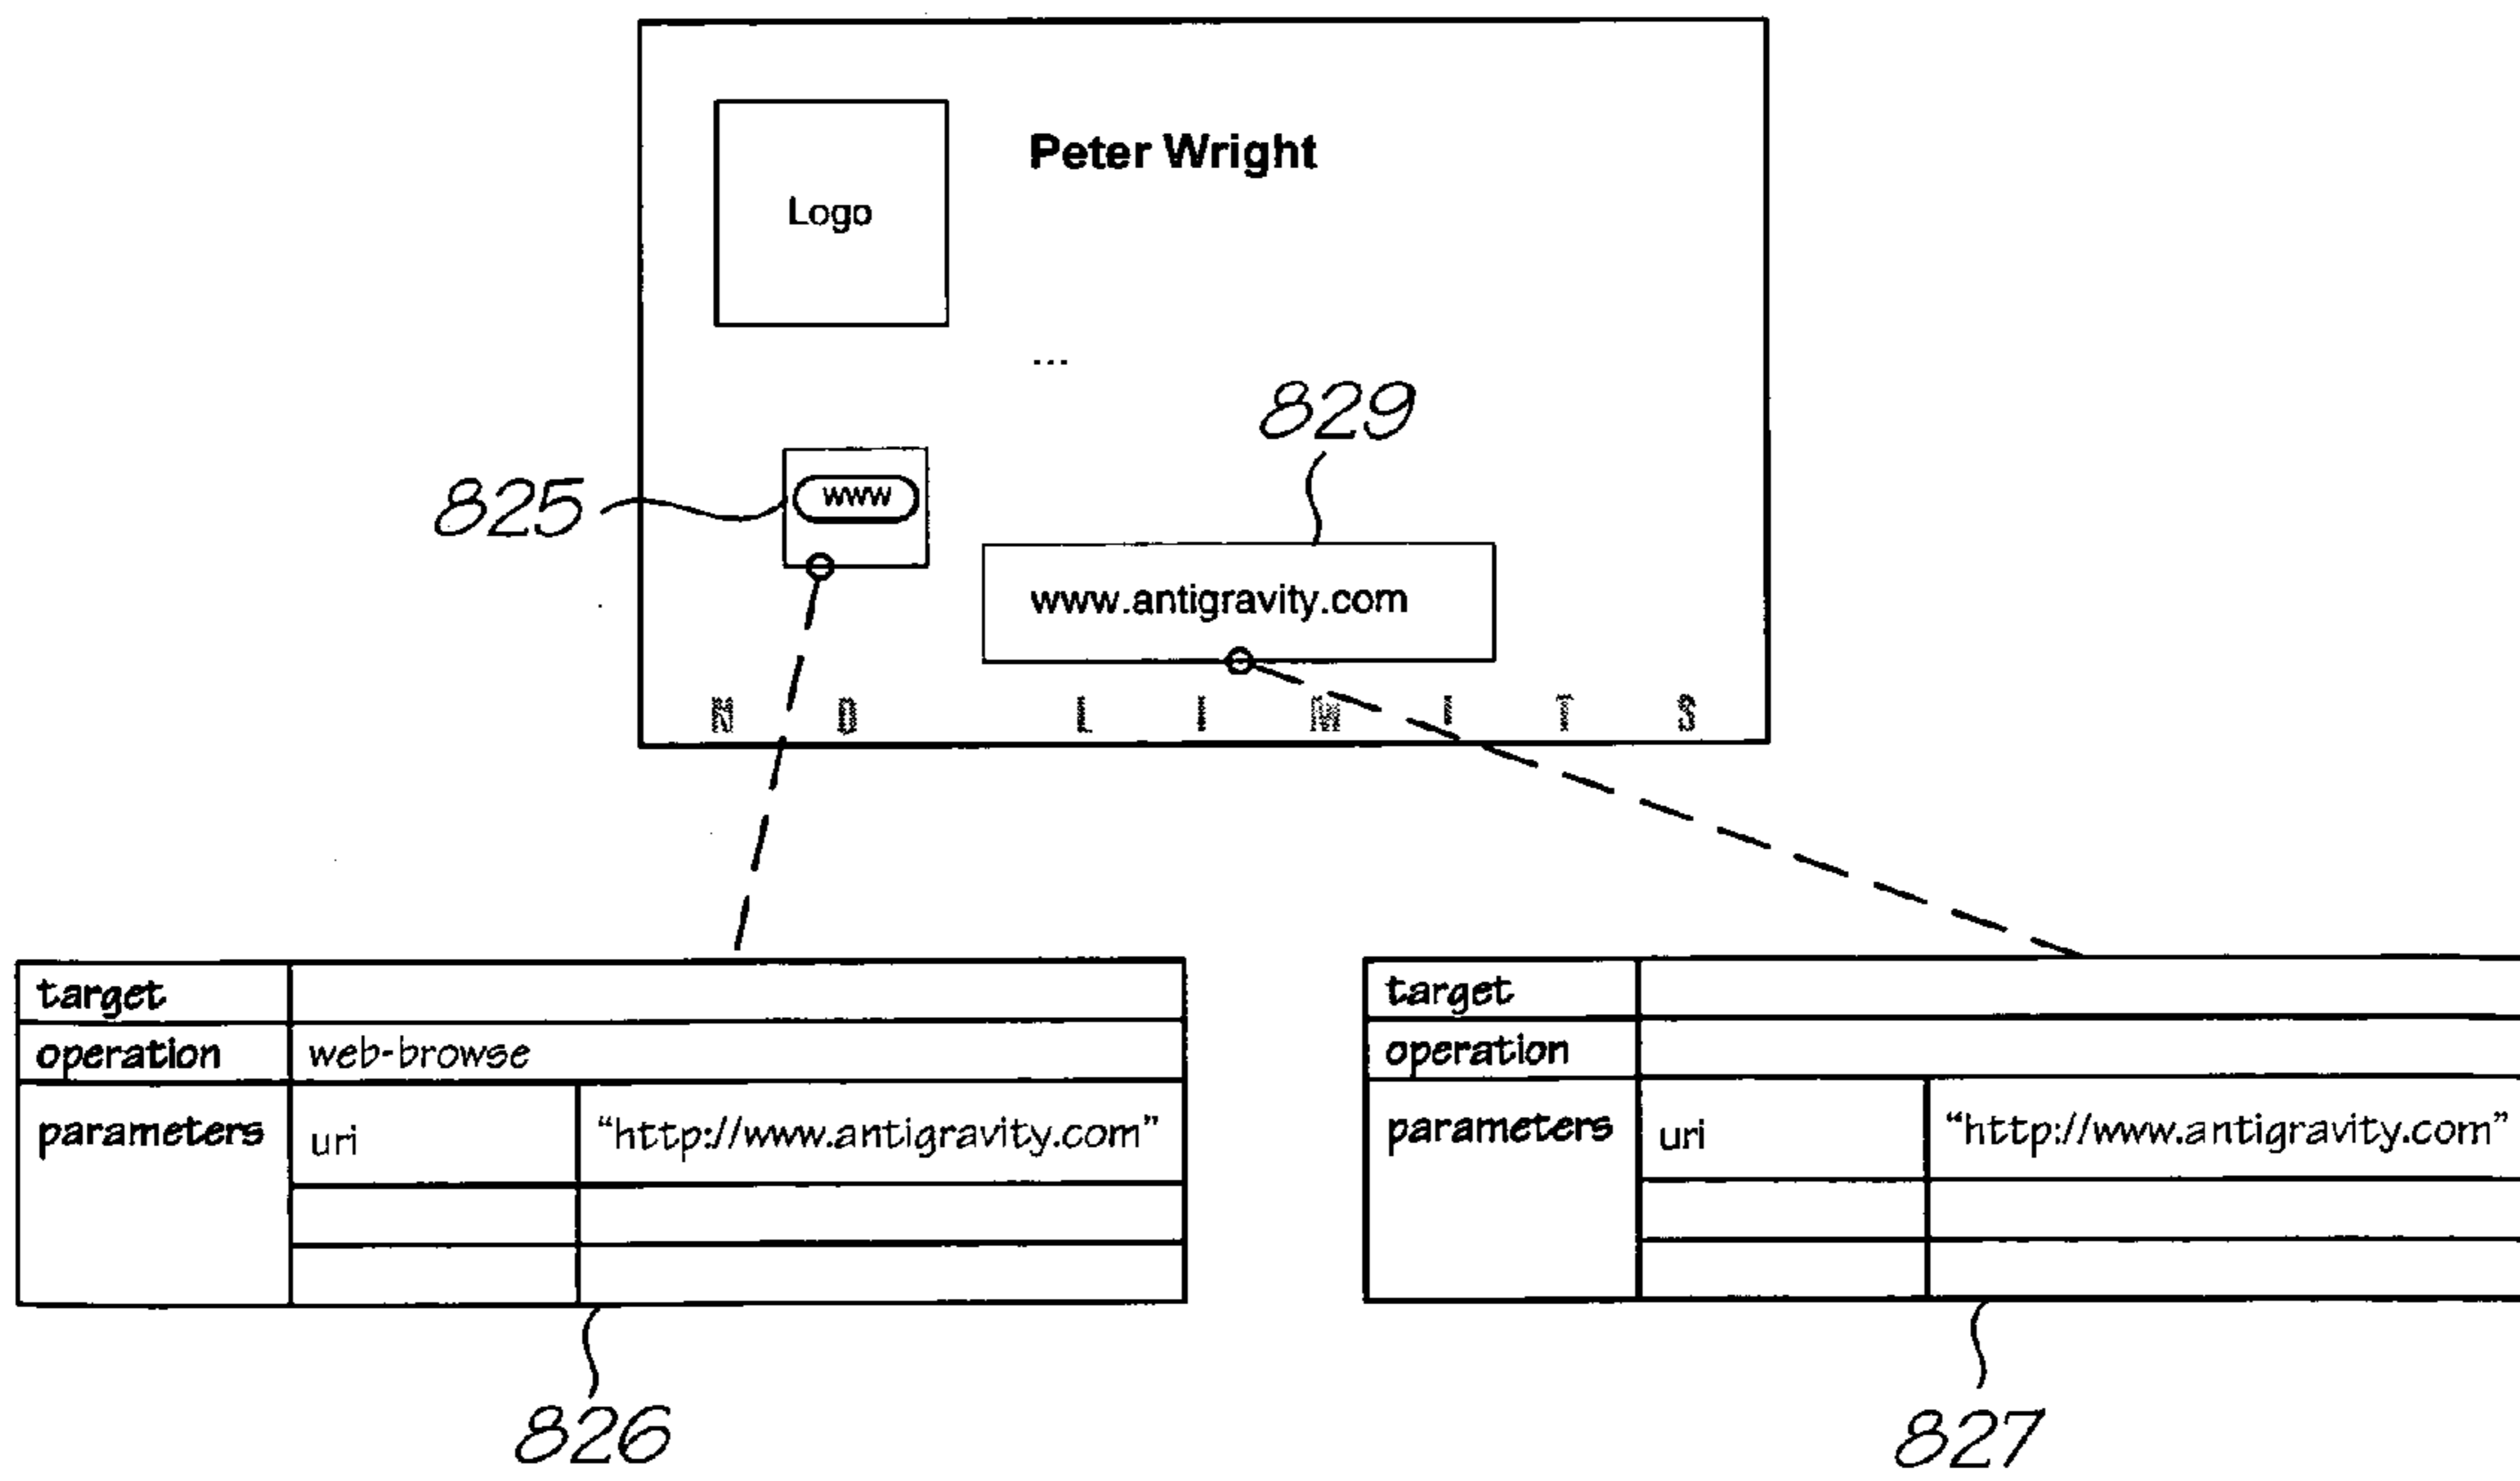 Peter Wright
Logo
...
829
825
www
www.antigravity.com
N D L I M I T S
target
operation web-browse
parameters uri "http://www.antigravity.com"
826
target
operation
parameters uri "http://www.antigravity.com"
827